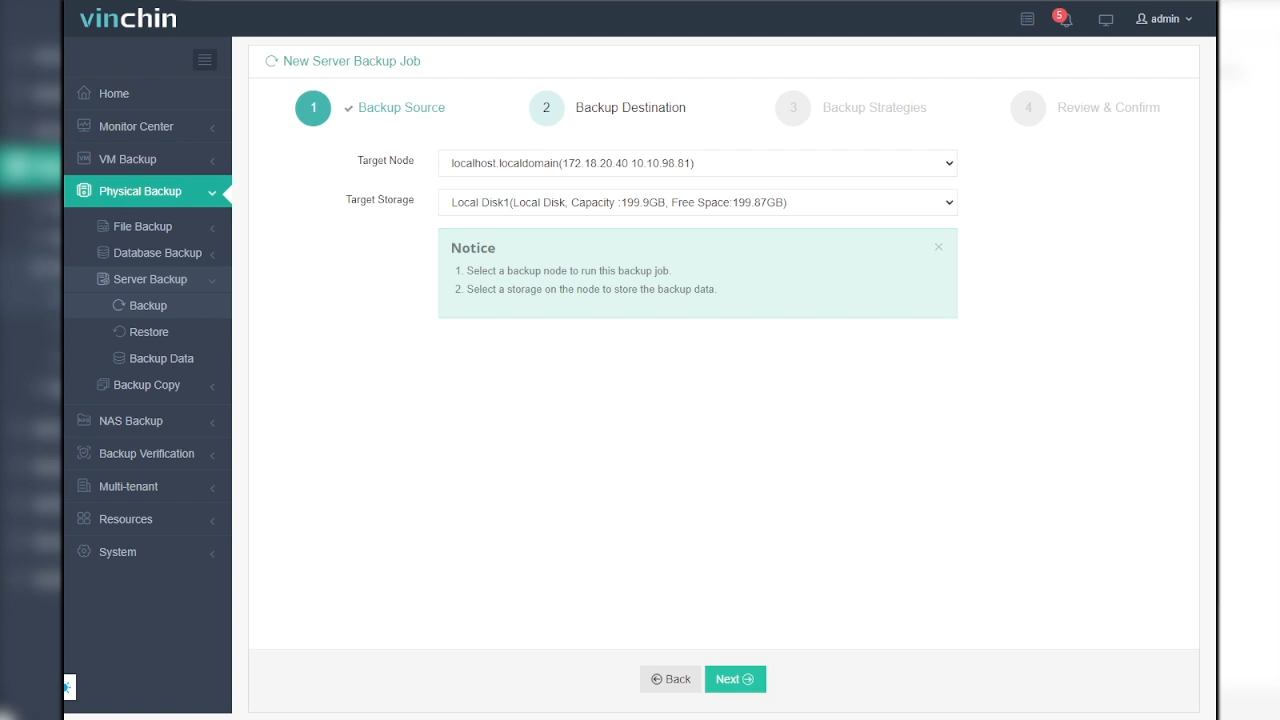 vinchin
5
admin
New Server Backup Job
1 Backup Source
2 Backup Destination
3 Backup Strategies
4 Review & Confirm
Home
Monitor Center
VM
VM Backup
Physical Backup
File Backup
Database Backup
Server Backup
Backup
Restore
Backup Data
Backup Copy
NAS Backup
Backup Verification
Multi-tenant
Resources
System
Target Node
localhost.localdomain(172.18.20.40 10.10.98.81)
Target Storage
Local Disk1(Local Disk, Capacity :199.9GB, Free Space:199.87GB)
Notice
1. Select a backup node to run this backup job.
2. Select a storage on the node to store the backup data.
Back
Next